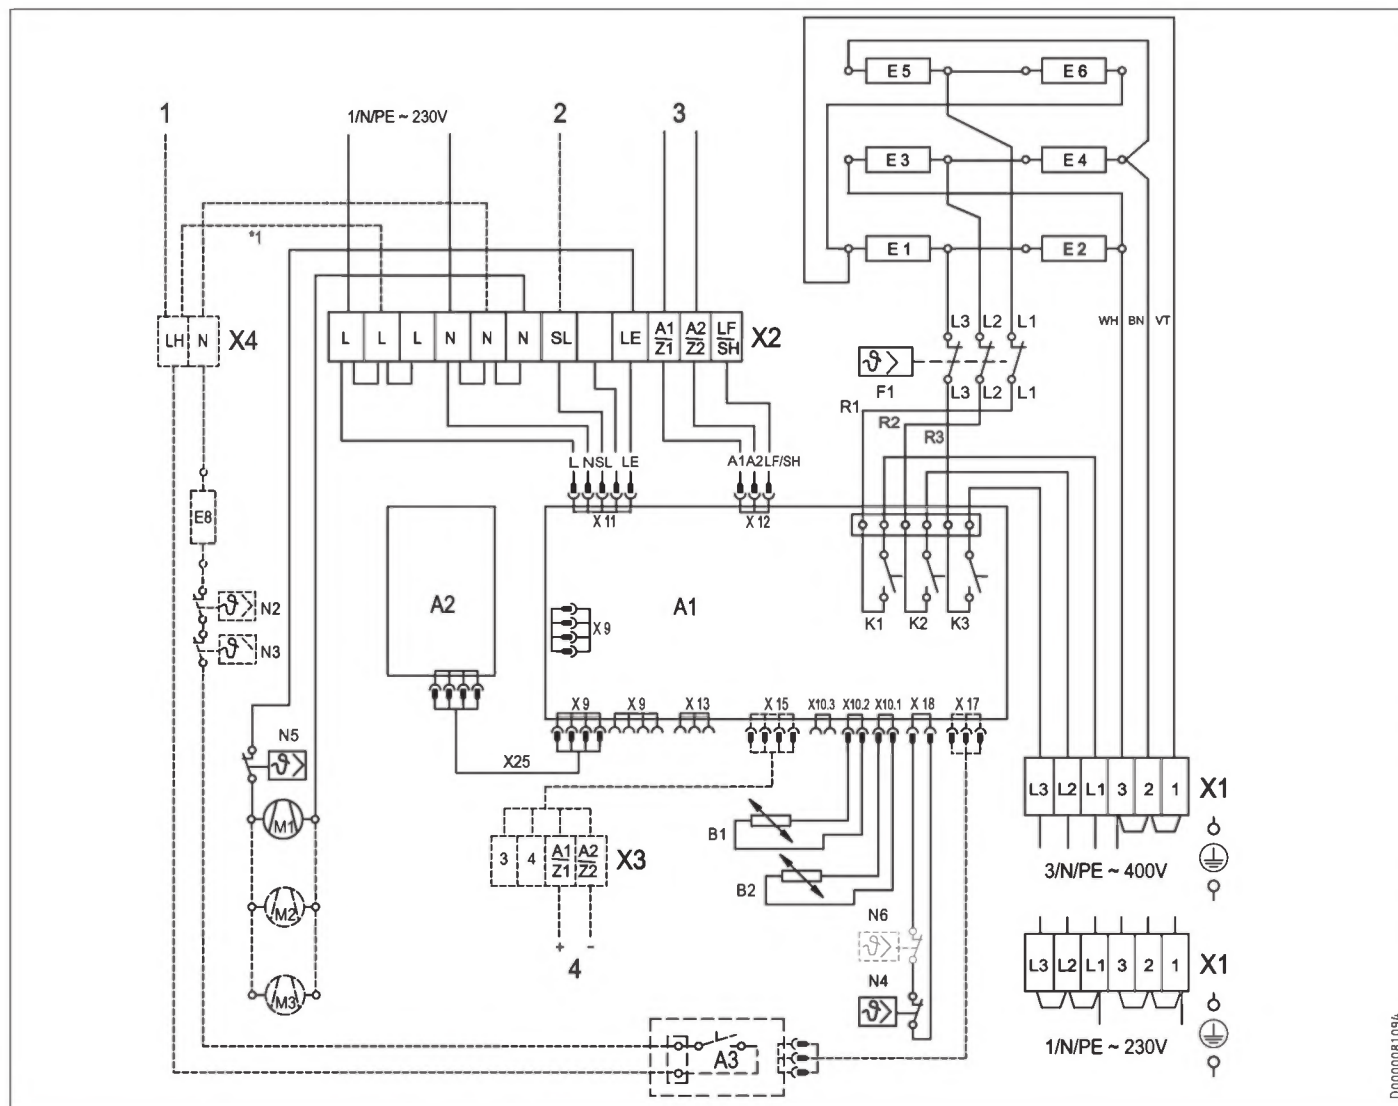 1
1/N/PE ~ 230V
2
3
*1
E 5
E 6
E 3
E 4
E 1
E 2
WH
BN
VT
LH
N
X4
L
L
L
N
N
N
SL
LE
A1
Z1
A2
Z2
LF
SH
X2
L3
L2
L1
ϑ
F1
L3
L2
L1
R1
R2
R3
L
N
SL
LE
A1
A2
LF/SH
X 11
X 12
E8
A2
A1
X 9
K1
K2
K3
ϑ
N2
ϑ
N3
X 9
X 9
X 13
X 15
X10.3
X10.2
X10.1
X 18
X 17
N5
ϑ
X25
M1
B1
B2
3
4
A1
Z1
A2
Z2
X3
L3
L2
L1
3
2
1
X1
3/N/PE ~ 400V
M2
+
-
4
N6
ϑ
N4
ϑ
M3
L3
L2
L1
3
2
1
X1
1/N/PE ~ 230V
A3
D0000081094